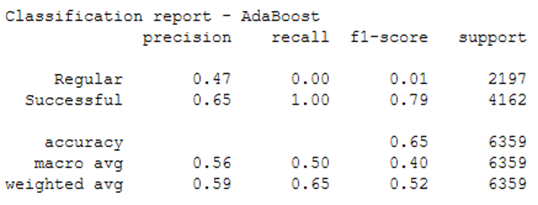 Classification report - AdaBoost
precision recall f1-score support
Regular 0.47 0.00 0.01 2197
Successful 0.65 1.00 0.79 4162
accuracy 0.65 6359
macro avg 0.56 0.50 0.40 6359
weighted avg 0.59 0.65 0.52 6359